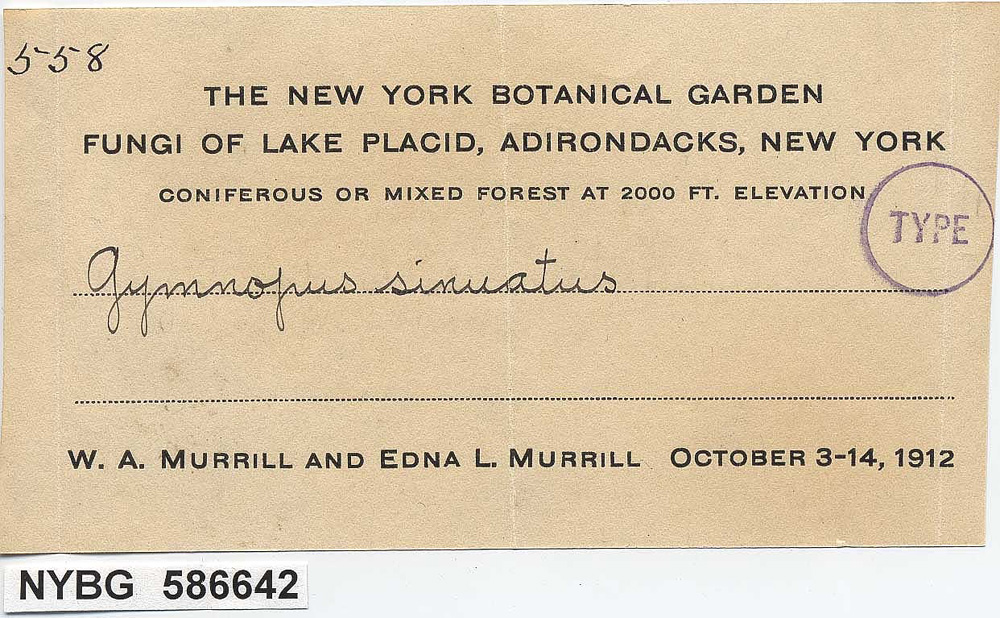 558
THE NEW YORK BOTANICAL GARDEN
FUNGI OF LAKE PLACID, ADIRONDACKS, NEW YORK
CONIFEROUS OR MIXED FOREST AT 2000 FT. ELEVATION
TYPE
Gymnopus sinuatus
W. A. MURRILL AND EDNA L. MURRILL OCTOBER 3-14, 1912
NYBG 586642